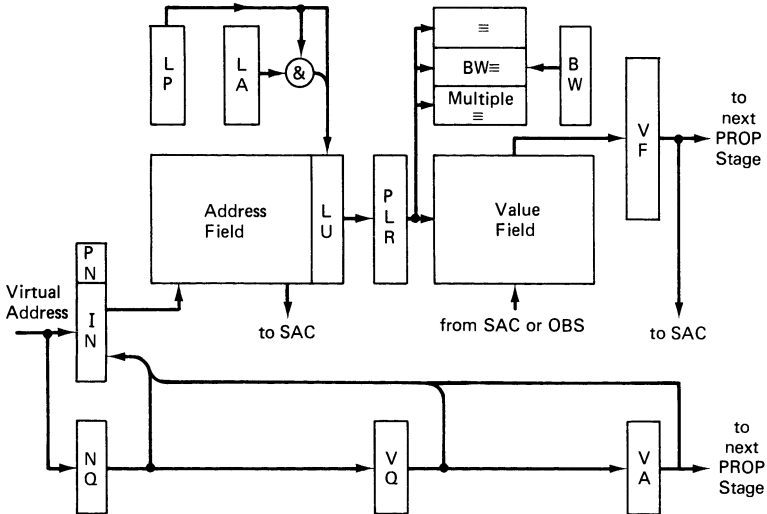 L
P
L
A
&
≡
BW≡
Multiple
≡
B
W
V
F
to
next
PROP
Stage
Address
Field
L
U
P
L
R
Value
Field
P
N
I
N
Virtual
Address
to SAC
from SAC or OBS
to SAC
N
Q
V
Q
V
A
to
next
PROP
Stage